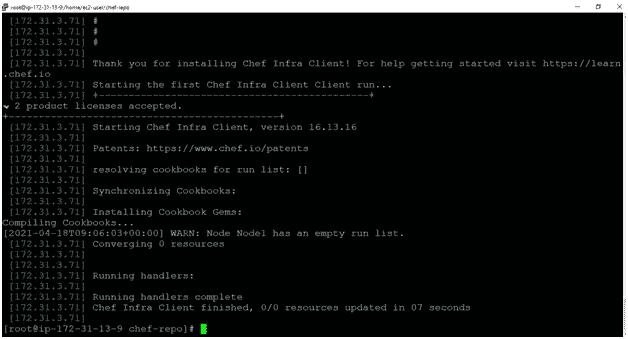 root@ip-172-31-13-9:/home/ec2-user/chef-repo
[172.31.3.71] #
[172.31.3.71] #
[172.31.3.71] #
[172.31.3.71]
[172.31.3.71] Thank you for installing Chef Infra Client! For help getting started visit https://learn
.chef.io
[172.31.3.71] Starting the first Chef Infra Client Client run...
[172.31.3.71] +---------------------------------------------+
✔ 2 product licenses accepted.
+---------------------------------------------+
[172.31.3.71] Starting Chef Infra Client, version 16.13.16
[172.31.3.71]
[172.31.3.71] Patents: https://www.chef.io/patents
[172.31.3.71]
[172.31.3.71] resolving cookbooks for run list: []
[172.31.3.71]
[172.31.3.71] Synchronizing Cookbooks:
[172.31.3.71]
[172.31.3.71] Installing Cookbook Gems:
Compiling Cookbooks...
[2021-04-18T09:06:03+00:00] WARN: Node Node1 has an empty run list.
[172.31.3.71] Converging 0 resources
[172.31.3.71]
[172.31.3.71]
[172.31.3.71] Running handlers:
[172.31.3.71]
[172.31.3.71] Running handlers complete
[172.31.3.71] Chef Infra Client finished, 0/0 resources updated in 07 seconds
[172.31.3.71]
[root@ip-172-31-13-9 chef-repo]#